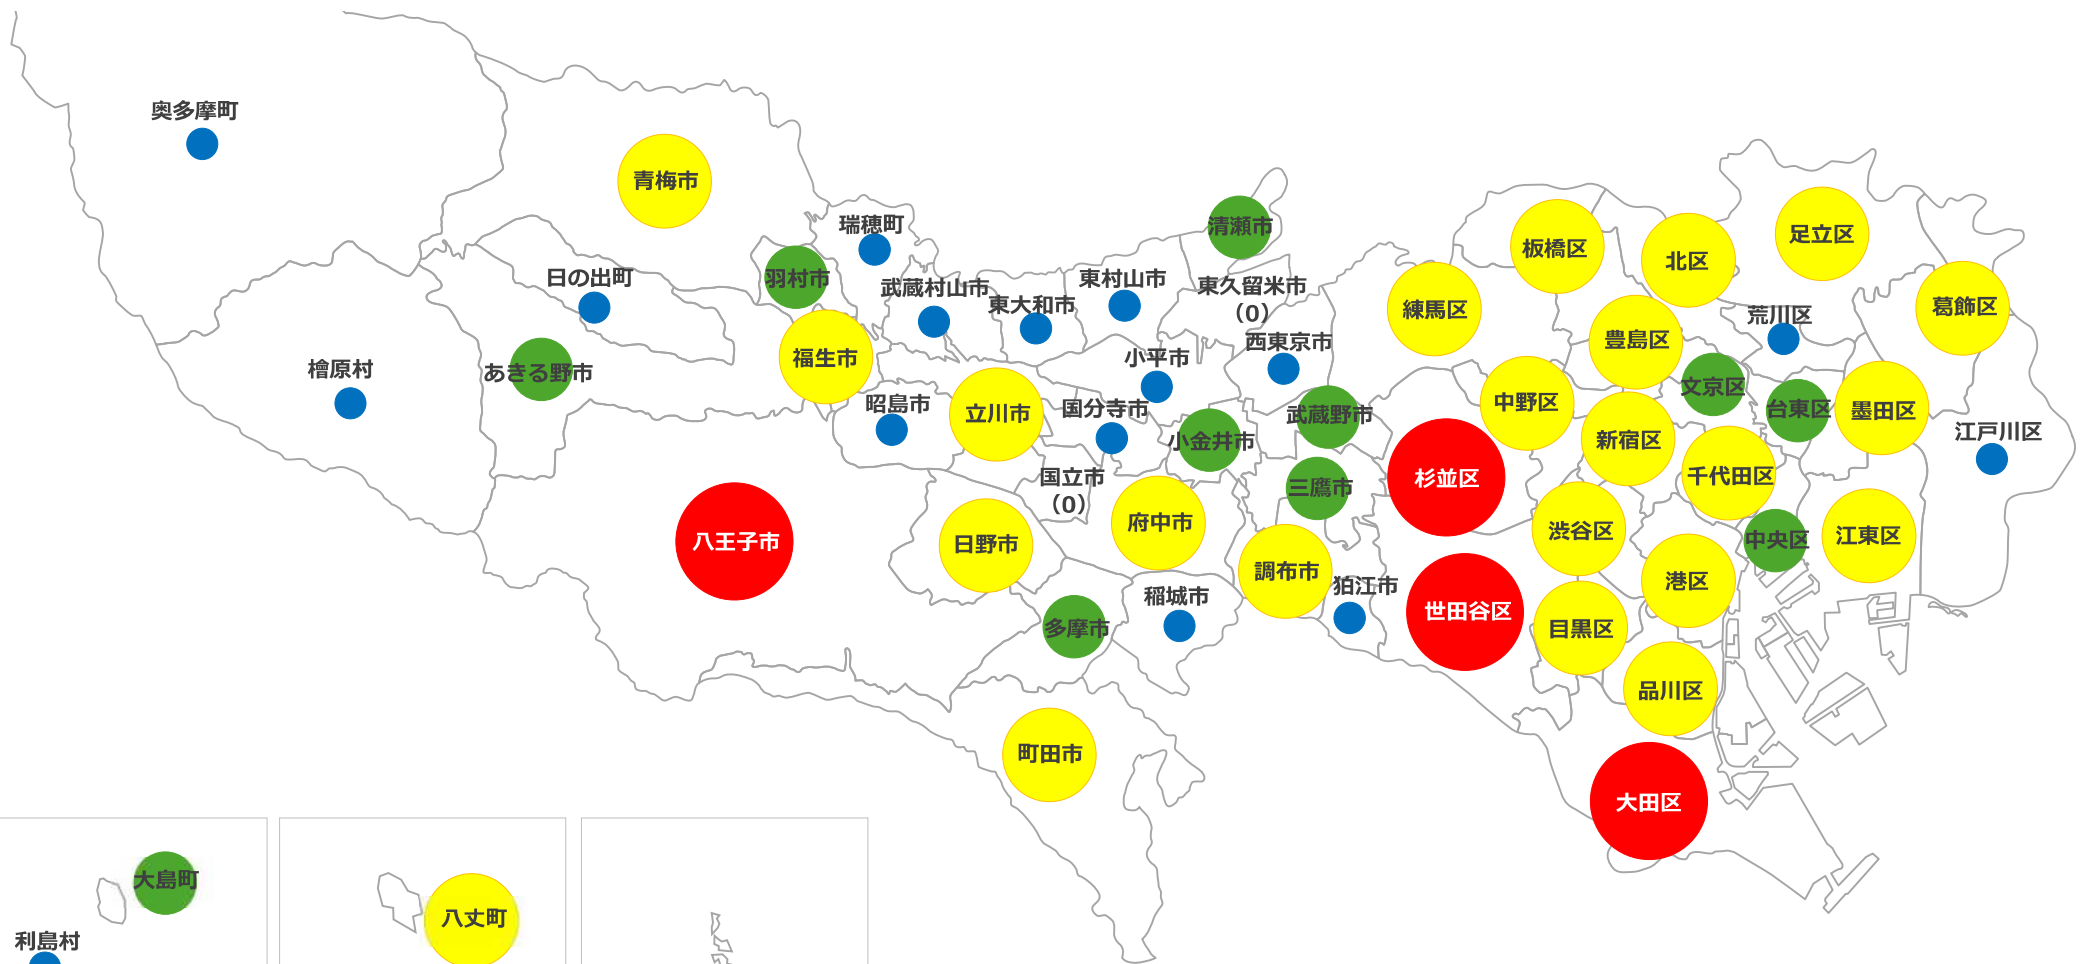 奥多摩町
青梅市
瑞穂町
清瀬市
日の出町
羽村市
武蔵村山市
東大和市
東村山市
東久留米市
（0）
西東京市
檜原村
あきる野市
福生市
昭島市
立川市
国分寺市
小平市
小金井市
武蔵野市
三鷹市
国立市
（0）
八王子市
日野市
府中市
調布市
狛江市
稲城市
多摩市
町田市
板橋区
北区
足立区
練馬区
豊島区
荒川区
葛飾区
中野区
文京区
台東区
墨田区
杉並区
新宿区
千代田区
江戸川区
渋谷区
中央区
江東区
世田谷区
目黒区
港区
品川区
大田区
大島町
利島村
八丈町